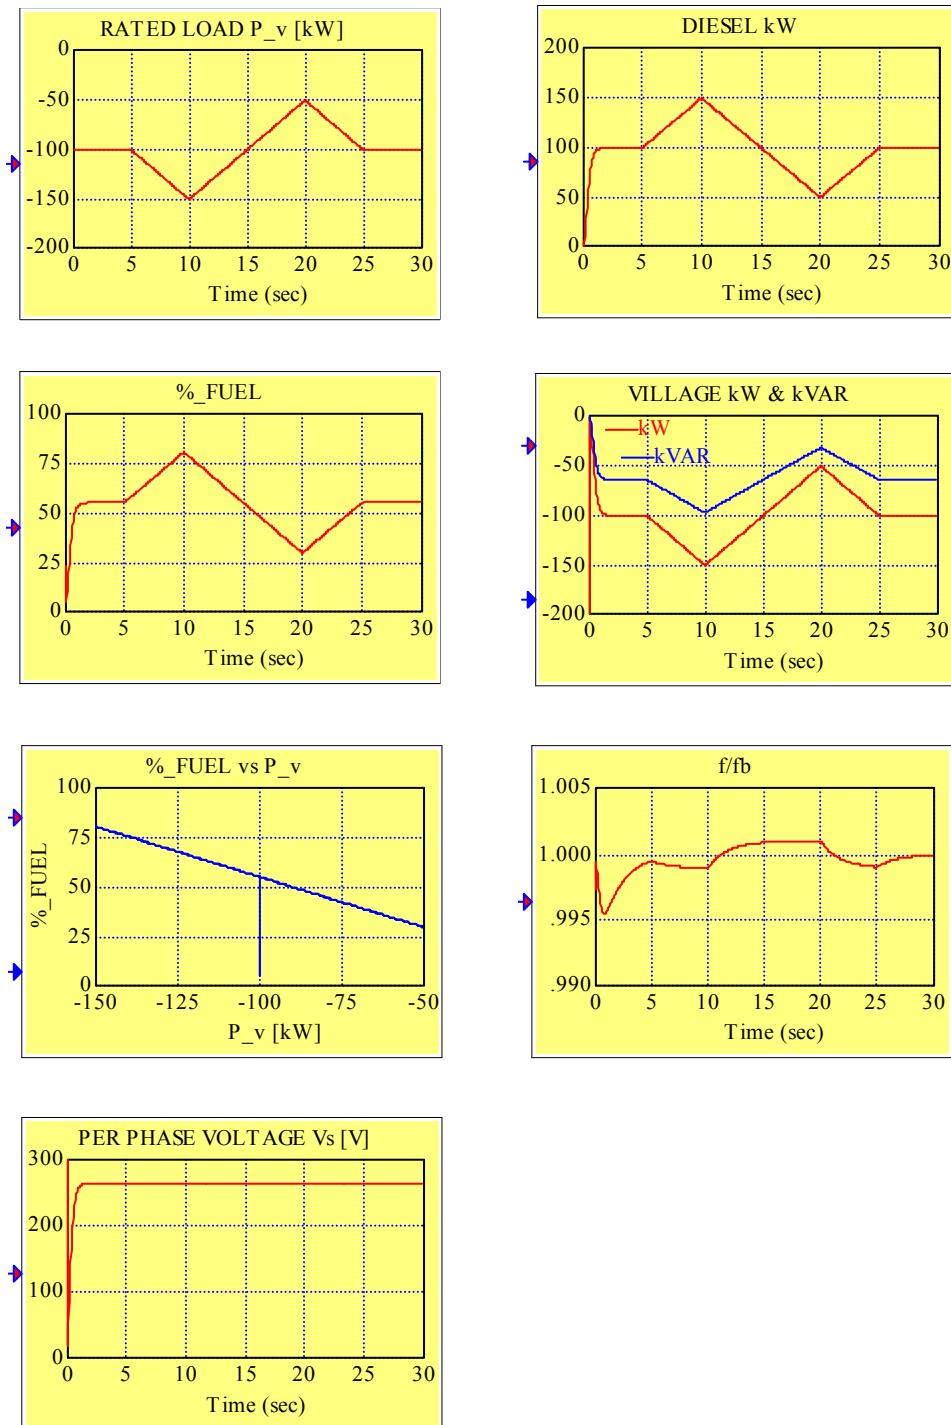 RATED LOAD P_v [kW]
0
-50
-100
-150
-200
0 5 10 15 20 25 30
Time (sec)
DIESEL kW
200
150
100
50
0
0 5 10 15 20 25 30
Time (sec)
%_FUEL
100
75
50
25
0
0 5 10 15 20 25 30
Time (sec)
VILLAGE kW & kVAR
0
kW
kVAR
-50
-100
-150
-200
0 5 10 15 20 25 30
Time (sec)
%_FUEL vs P_v
100
75
50
25
0
%_FUEL
-150 -125 -100 -75 -50
P_v [kW]
f/fb
1.005
1.000
.995
.990
0 5 10 15 20 25 30
Time (sec)
PER PHASE VOLTAGE Vs [V]
300
200
100
0
0 5 10 15 20 25 30
Time (sec)